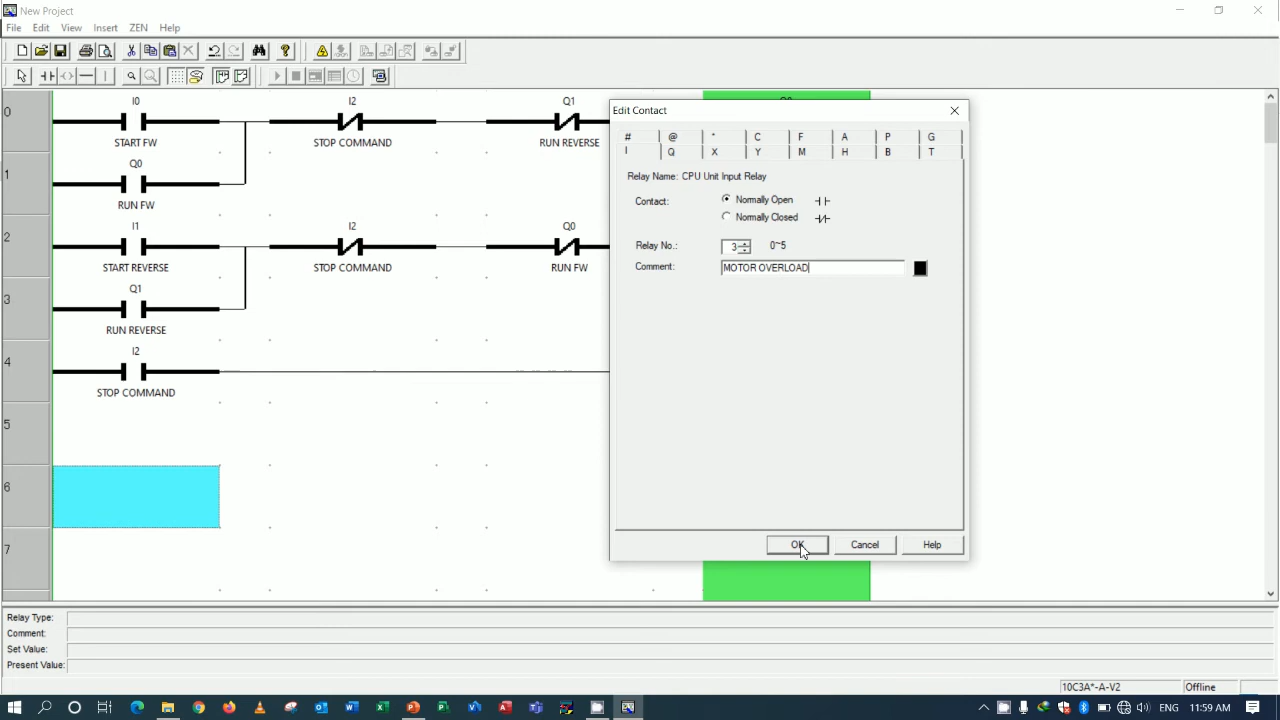 New Project
File Edit View Insert ZEN Help
0
I0
START FW
I2
STOP COMMAND
Q1
RUN REVERSE
1
Q0
RUN FW
2
I1
START REVERSE
I2
STOP COMMAND
Q0
RUN FW
3
Q1
RUN REVERSE
4
I2
STOP COMMAND
5
6
7
Edit Contact
# @ * C F A P G
I Q X Y M H B T
Relay Name: CPU Unit Input Relay
Contact:
Normally Open
Normally Closed
Relay No.: 3 0~5
Comment: MOTOR OVERLOAD
OK Cancel Help
Relay Type:
Comment:
Set Value:
Present Value:
10C3A*-A-V2 Offline
ENG 11:59 AM